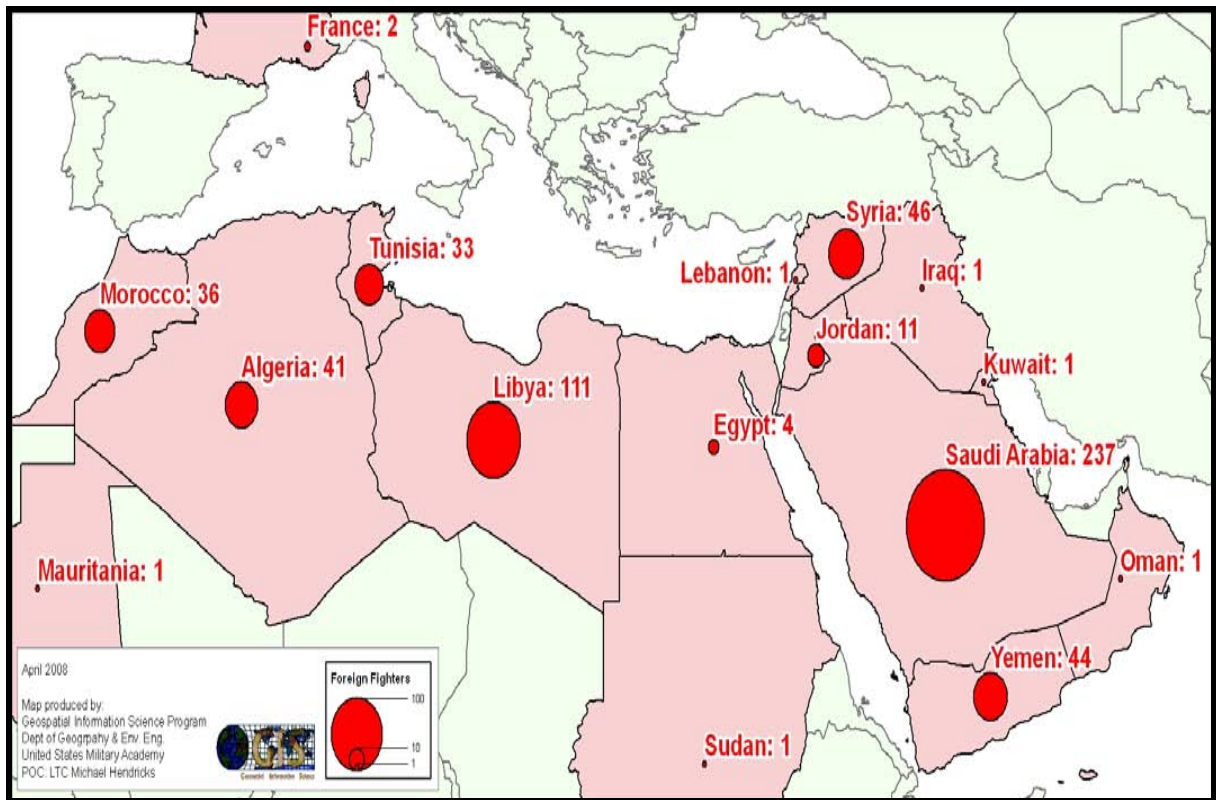 France: 2
Syria: 46
Tunisia: 33
Lebanon: 1
Iraq: 1
Morocco: 36
Jordan: 11
Algeria: 41
Libya: 111
Kuwait: 1
Egypt: 4
Saudi Arabia: 237
Mauritania: 1
Oman: 1
Yemen: 44
Sudan: 1
April 2008
Map produced by:
Geospatial Information Science Program
Dept of Geogrpahy & Env. Eng.
United States Military Academy
POC: LTC Michael Hendricks
GIS
Geospatial Information Science
Foreign Fighters
100
10
1